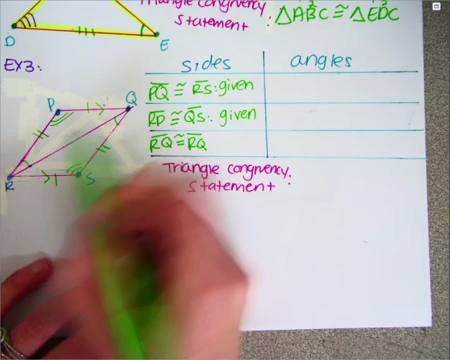 Triangle congruency
Statement : △ABC ≅ △EDC
D
E
EX3:
sides angles
PQ ≅ RS: given
RP ≅ QS: given
RQ ≅ RQ
P
Q
R
S
Triangle congruency
Statement :